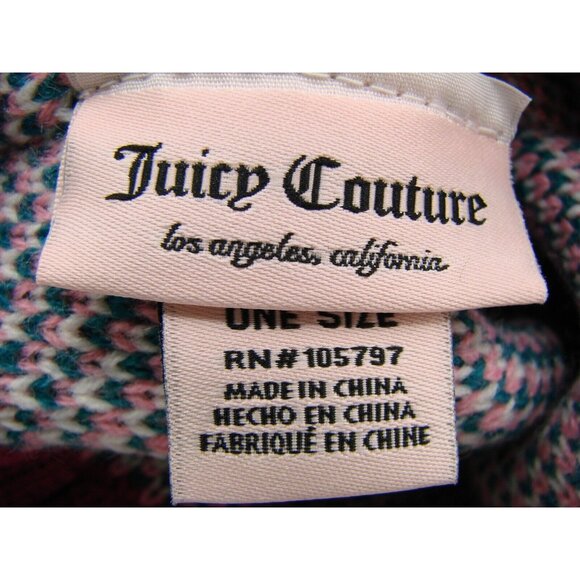 Juicy Couture
los angeles, california
ONE SIZE
RN#105797
MADE IN CHINA
HECHO EN CHINA
FABRIQUÉ EN CHINE